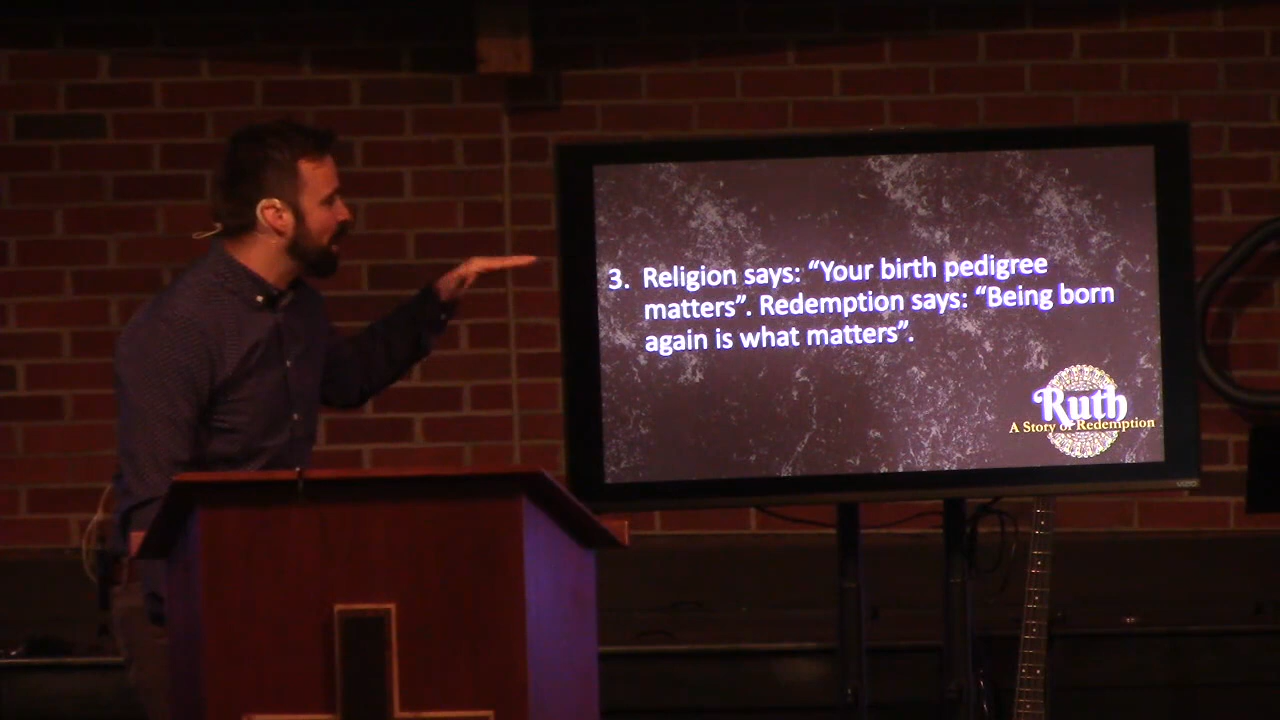 3. Religion says: “Your birth pedigree
matters”. Redemption says: “Being born
again is what matters”.
Ruth
A Story of Redemption
VIZIO